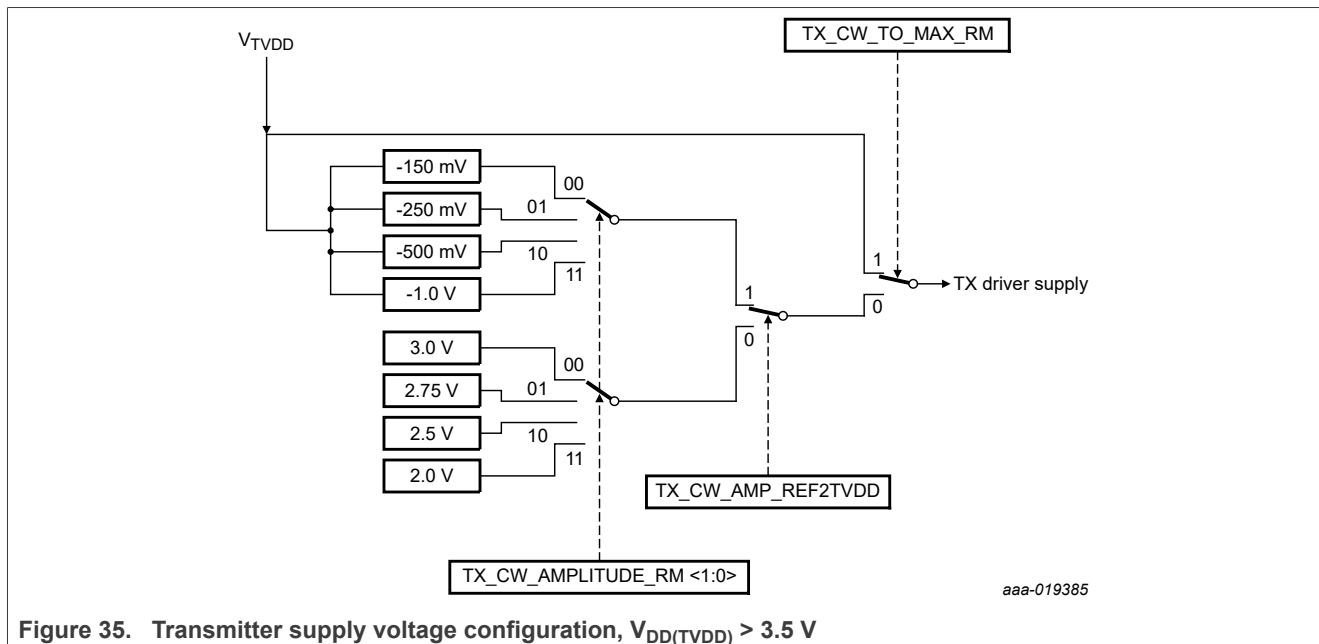 V_TVDD
TX_CW_TO_MAX_RM
-150 mV
00
-250 mV
01
-500 mV
10
-1.0 V
11
1
0
1
0
TX driver supply
3.0 V
00
2.75 V
01
2.5 V
10
2.0 V
11
TX_CW_AMP_REF2TVDD
TX_CW_AMPLITUDE_RM <1:0>
aaa-019385
Figure 35. Transmitter supply voltage configuration, V_DD(TVDD) > 3.5 V